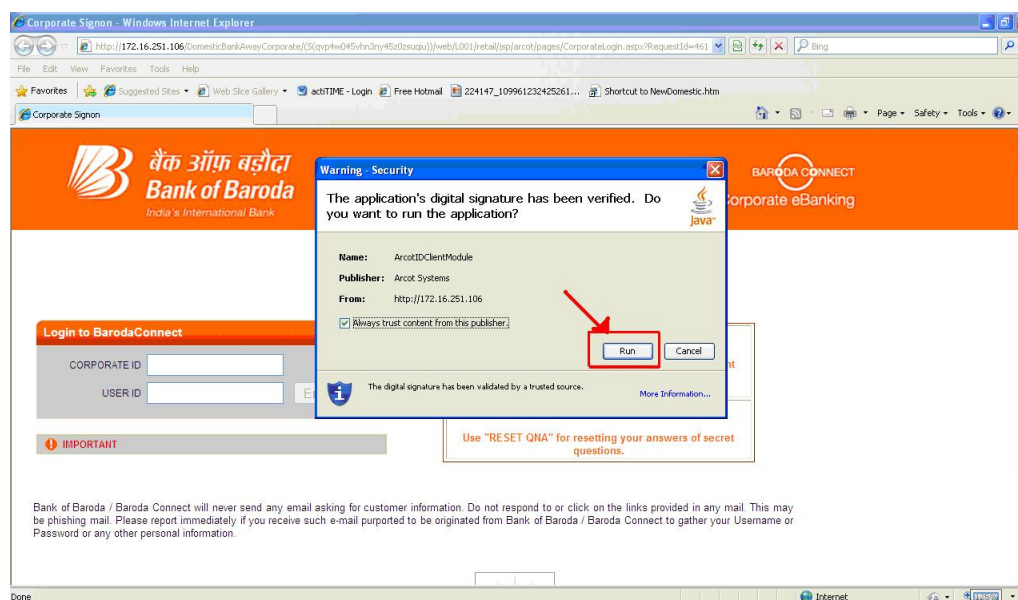 Corporate Signon - Windows Internet Explorer
http://172.16.251.106/DomesticBankAwayCorporate/(S(qvp4w045vhn3ny45z0zsuqiu))/web/L001/retail/jsp/arcot/pages/CorporateLogin.aspx?RequestId=461
Bing
File Edit View Favorites Tools Help
Favorites Suggested Sites Web Slice Gallery actiTIME - Login Free Hotmail 224147_109961232425261... Shortcut to NewDomestic.htm
Corporate Signon
Page Safety Tools
बैंक ऑफ़ बड़ौदा
Bank of Baroda
India's International Bank
BARODA CONNECT
Corporate eBanking
Warning - Security
The application's digital signature has been verified. Do
you want to run the application?
Java
Name: ArcotIDClientModule
Publisher: Arcot Systems
From: http://172.16.251.106
Always trust content from this publisher.
Run Cancel
The digital signature has been validated by a trusted source.
More Information...
Login to BarodaConnect
CORPORATE ID
USER ID
IMPORTANT
Use "RESET QNA" for resetting your answers of secret
questions.
Bank of Baroda / Baroda Connect will never send any email asking for customer information. Do not respond to or click on the links provided in any mail. This may
be phishing mail. Please report immediately if you receive such e-mail purported to be originated from Bank of Baroda / Baroda Connect to gather your Username or
Password or any other personal information.
Done
Internet
125%